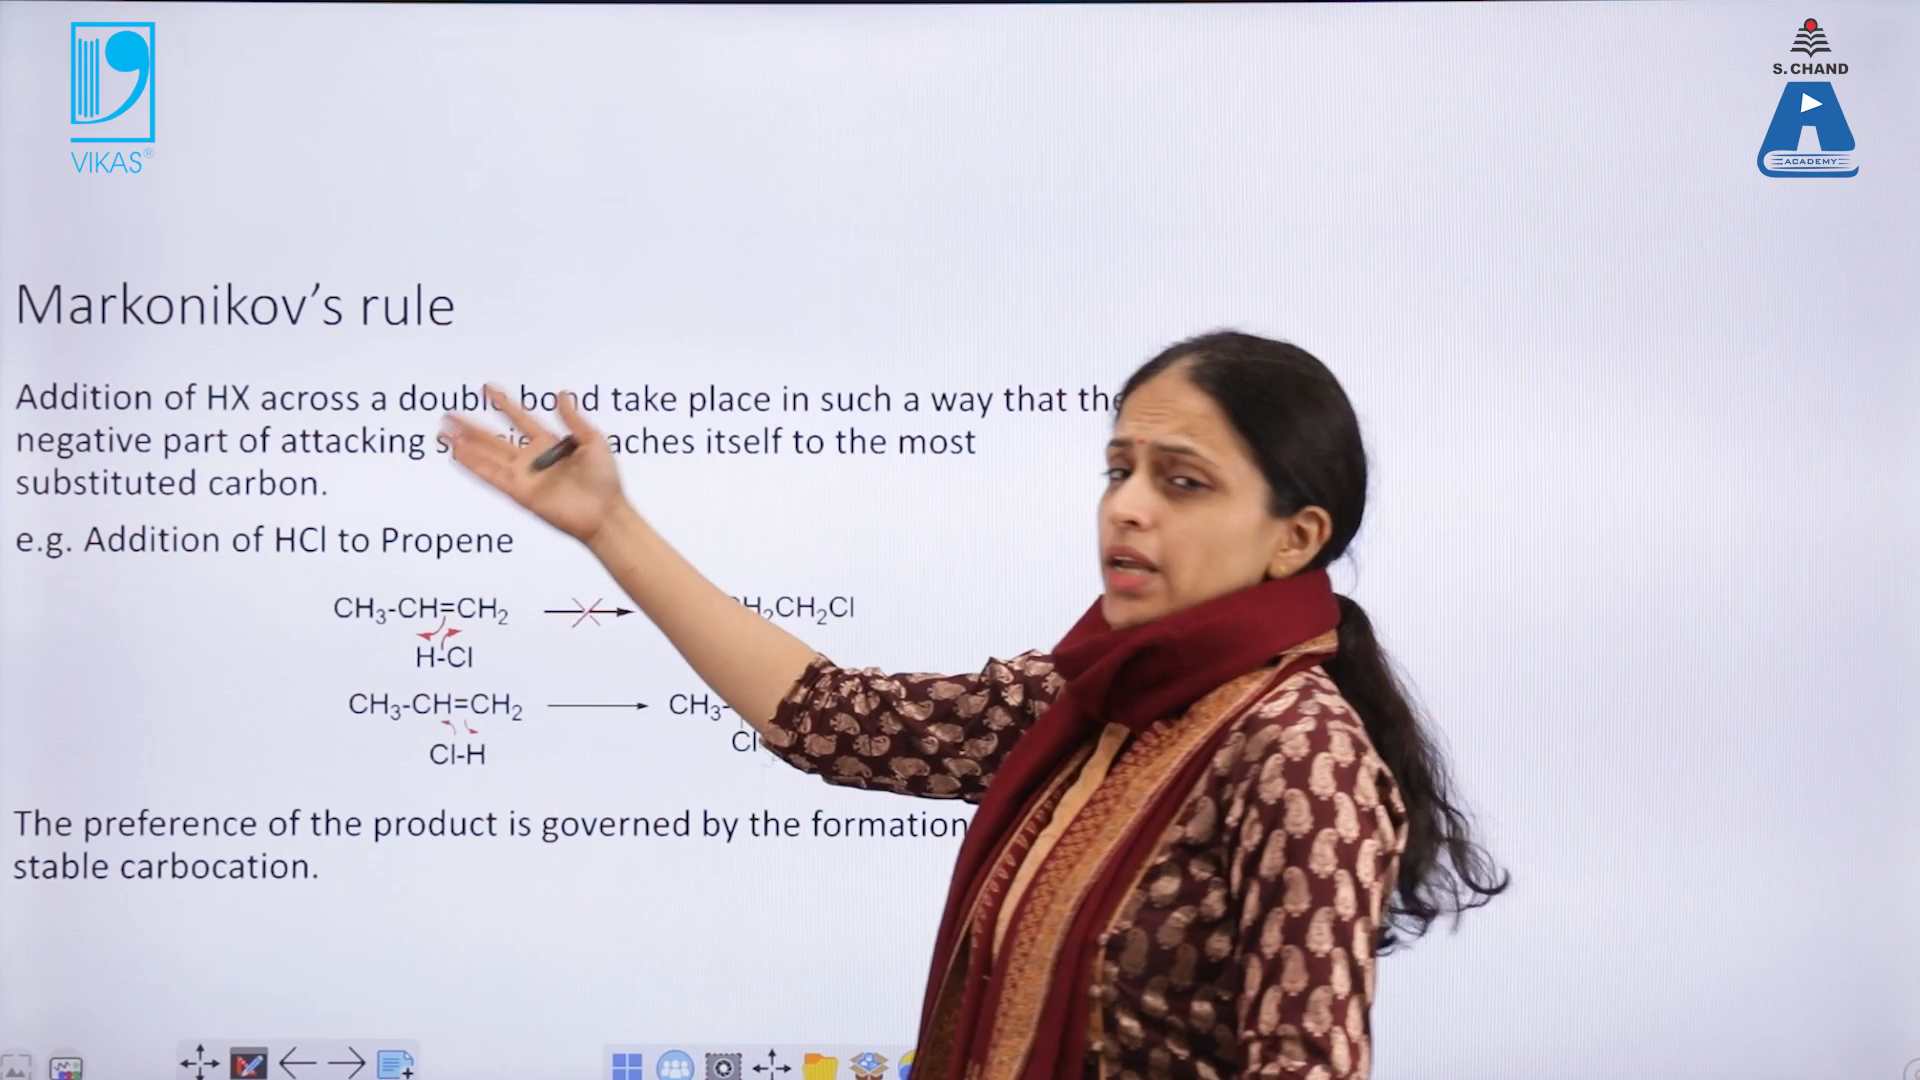 VIKAS®
S. CHAND
ACADEMY
Markonikov's rule
Addition of HX across a double bond take place in such a way that the
negative part of attacking itself to the most
substituted carbon.
e.g. Addition of HCl to Propene
CH3-CH=CH2 CH2Cl
H-Cl
CH3-CH=CH2 CH3-
Cl-H Cl
The preference of the product is governed by the formation
stable carbocation.